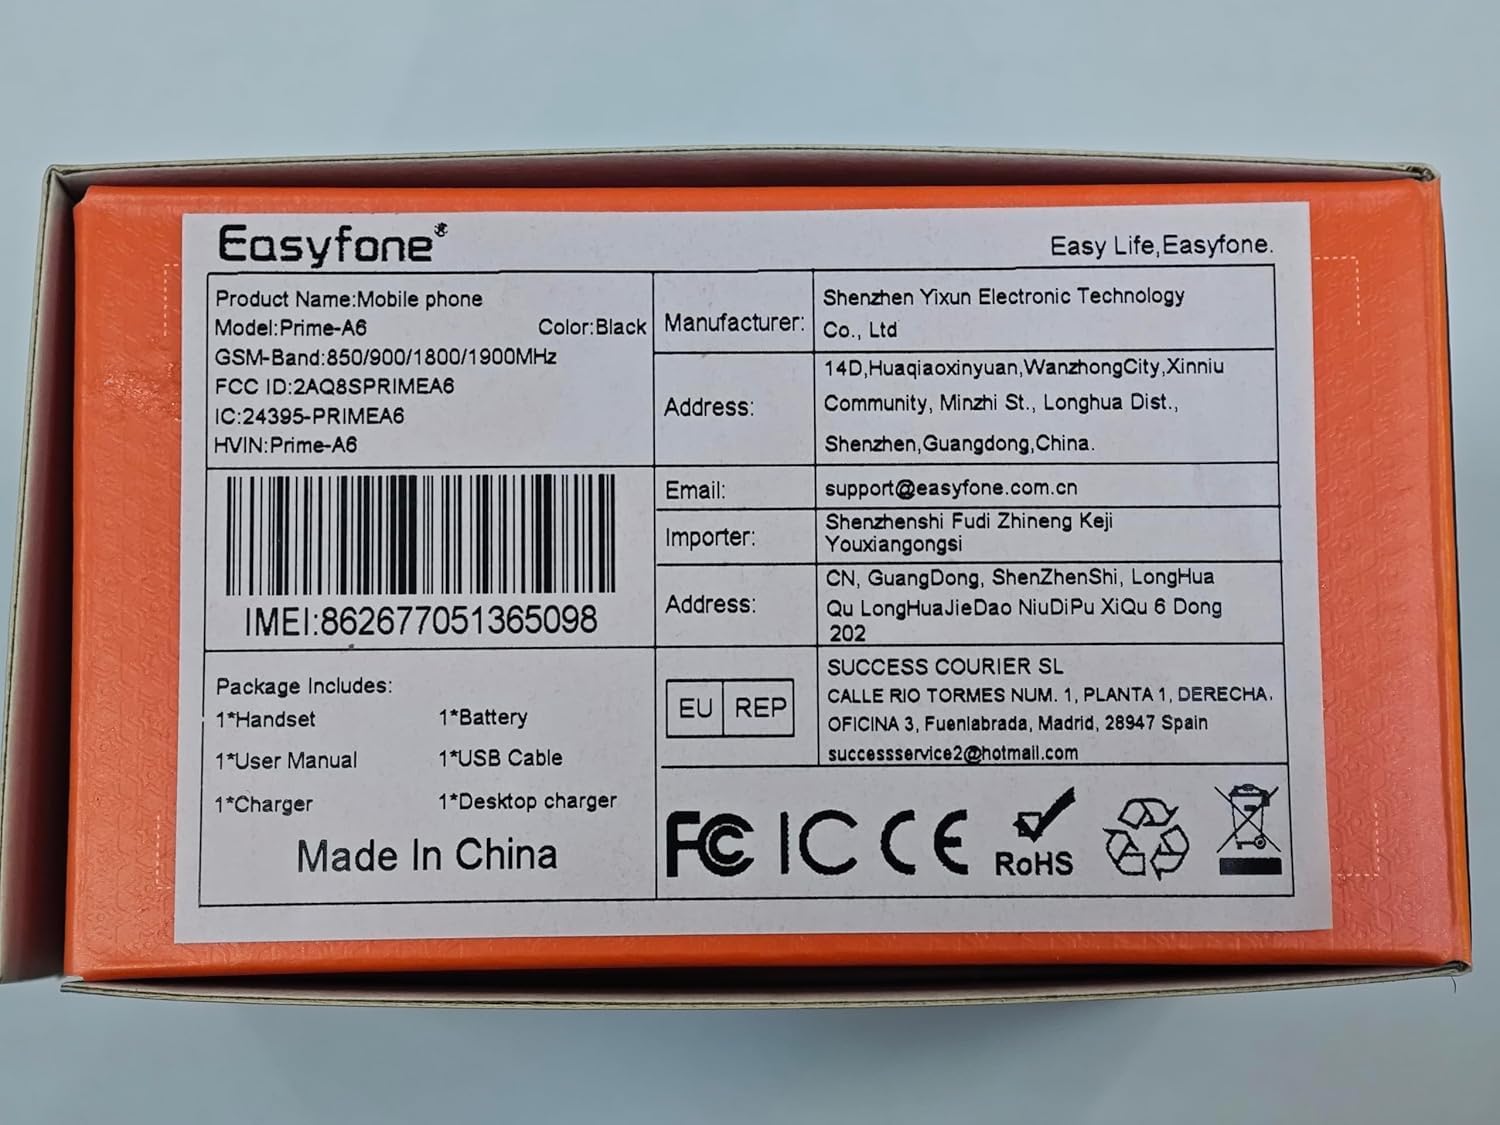 Easyfone
Easy Life,Easyfone.
Product Name:Mobile phone
Model:Prime-A6 Color:Black
GSM-Band:850/900/1800/1900MHz
FCC ID:2AQ8SPRIMEA6
IC:24395-PRIMEA6
HVIN:Prime-A6
IMEI:862677051365098
Package Includes:
1*Handset 1*Battery
1*User Manual 1*USB Cable
1*Charger 1*Desktop charger
Made In China
Manufacturer: Shenzhen Yixun Electronic Technology
Co., Ltd
Address: 14D,Huaqiaoxinyuan,WanzhongCity,Xinniu
Community, Minzhi St., Longhua Dist.,
Shenzhen,Guangdong,China.
Email: support@easyfone.com.cn
Importer: Shenzhenshi Fudi Zhineng Keji
Youxiangongsi
Address: CN, GuangDong, ShenZhenShi, LongHua
Qu LongHuaJieDao NiuDiPu XiQu 6 Dong
202
EU REP SUCCESS COURIER SL
CALLE RIO TORMES NUM. 1, PLANTA 1, DERECHA,
OFICINA 3, Fuenlabrada, Madrid, 28947 Spain
successservice2@hotmail.com
FC IC CE RoHS